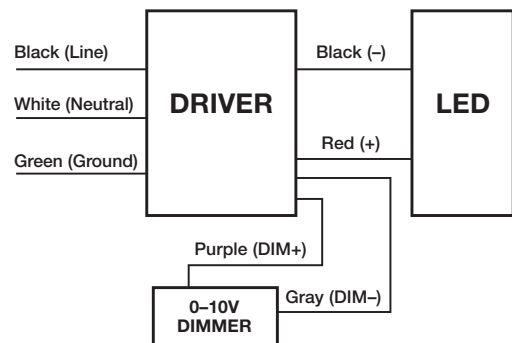 Black (Line)
White (Neutral)
Green (Ground)
DRIVER
Black (–)
Red (+)
LED
Purple (DIM+)
Gray (DIM–)
0–10V
DIMMER